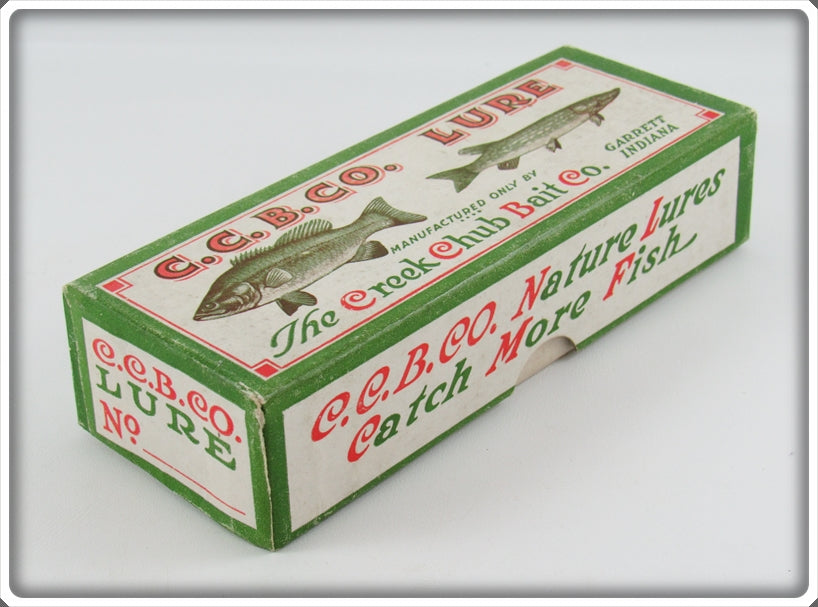 C.C.B.CO. LURE
MANUFACTURED ONLY BY
The Creek Chub Bait Co.
GARRETT
INDIANA
C.C.B.CO. Nature Lures
Catch More Fish
C.C.B.CO.
LURE
No.